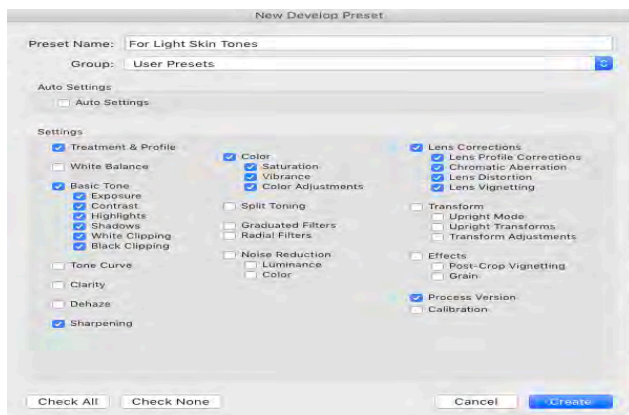 New Develop Preset
Preset Name: For Light Skin Tones
Group: User Presets
Auto Settings
Auto Settings
Settings
Treatment & Profile
White Balance
Basic Tone
Exposure
Contrast
Highlights
Shadows
White Clipping
Black Clipping
Tone Curve
Clarity
Dehaze
Sharpening
Color
Saturation
Vibrance
Color Adjustments
Split Toning
Graduated Filters
Radial Filters
Noise Reduction
Luminance
Color
Lens Corrections
Lens Profile Corrections
Chromatic Aberration
Lens Distortion
Lens Vignetting
Transform
Upright Mode
Upright Transforms
Transform Adjustments
Effects
Post-Crop Vignetting
Grain
Process Version
Calibration
Check All Check None Cancel Create